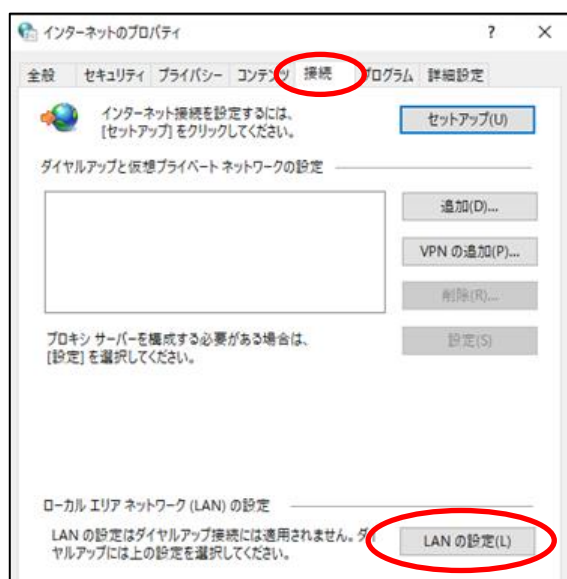 インターネットのプロパティ ? ×
全般 セキュリティ プライバシー コンテンツ 接続 プログラム 詳細設定
インターネット接続を設定するには、
[セットアップ] をクリックしてください。
セットアップ(U)
ダイヤルアップと仮想プライベート ネットワークの設定
追加(D)...
VPN の追加(P)...
削除(R)...
プロキシ サーバーを構成する必要がある場合は、
[設定] を選択してください。
設定(S)
ローカル エリア ネットワーク (LAN) の設定
LAN の設定はダイヤルアップ接続には適用されません。ダイ
ヤルアップには上の設定を選択してください。
LAN の設定(L)